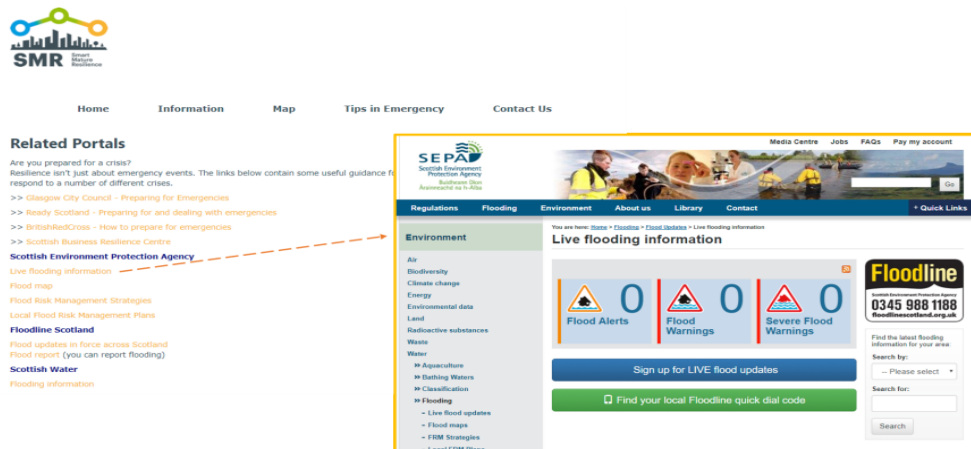 SMR Smart
Mature
Resilience
Home Information Map Tips in Emergency Contact Us
Related Portals
Are you prepared for a crisis?
Resilience isn't just about emergency events. The links below contain some useful guidance
respond to a number of different crises.
>> Glasgow City Council - Preparing for Emergencies
>> Ready Scotland - Preparing for and dealing with emergencies
>> BritishRedCross - How to prepare for emergencies
>> Scottish Business Resilience Centre
Scottish Environment Protection Agency
Live flooding information
Flood map
Flood Risk Management Strategies
Local Flood Risk Management Plans
Floodline Scotland
Flood updates in force across Scotland
Flood report (you can report flooding)
Scottish Water
Flooding information
Media Centre Jobs FAQs Pay my account
SEPA
Scottish Environment
Protection Agency
Buidheann Dìon
Àrainneachd na h-Alba
Go
Regulations Flooding Environment About us Library Contact
+ Quick Links
You are here: Home > Flooding > Flood Updates > Live flooding information
Live flooding information
Environment
Air
Biodiversity
Climate change
Energy
Environmental data
Land
Radioactive substances
Waste
Water
» Aquaculture
» Bathing Waters
» Classification
» Flooding
– Live flood updates
– Flood maps
– FRM Strategies
– Local FRM Plans
0
Flood Alerts
0
Flood
Warnings
0
Severe Flood
Warnings
Sign up for LIVE flood updates
Find your local Floodline quick dial code
Floodline
Scottish Environment Protection Agency
0345 988 1188
floodlinescotland.org.uk
Find the latest flooding
information for your area
Search by:
-- Please select
Search for:
Search